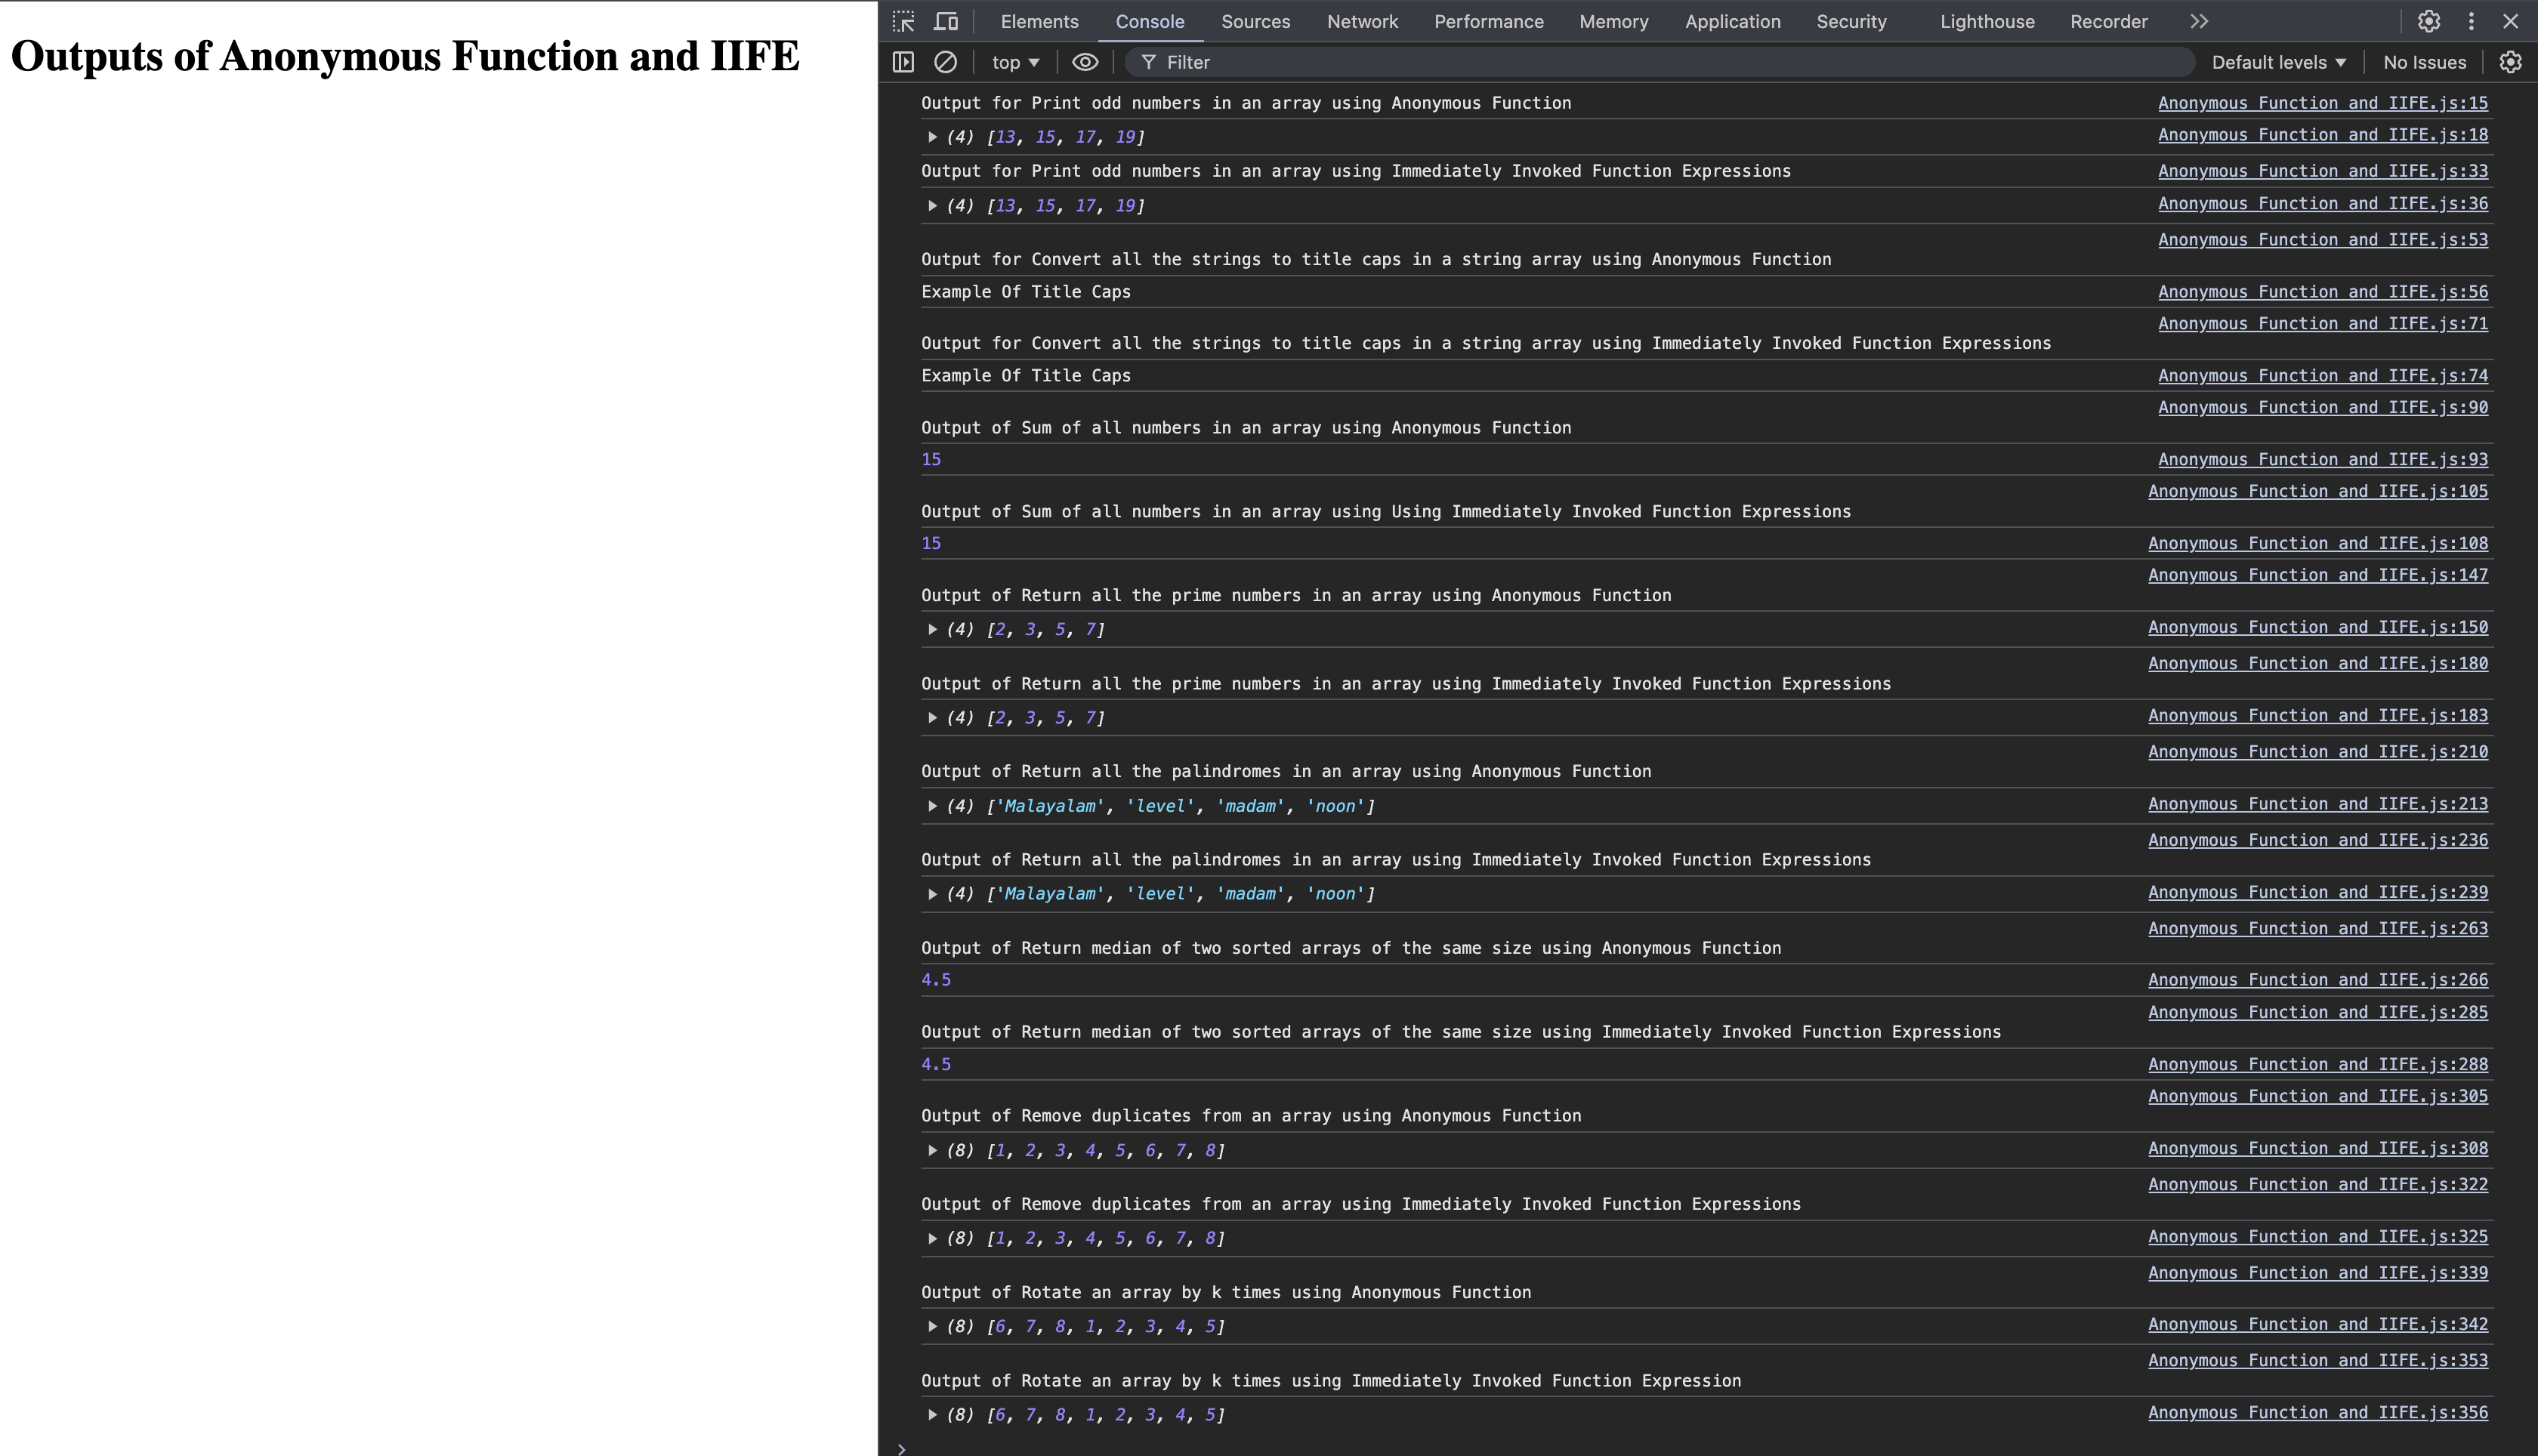 Outputs of Anonymous Function and IIFE
Elements Console Sources Network Performance Memory Application Security Lighthouse Recorder
top Filter Default levels No Issues
Output for Print odd numbers in an array using Anonymous Function Anonymous Function and IIFE.js:15
(4) [13, 15, 17, 19] Anonymous Function and IIFE.js:18
Output for Print odd numbers in an array using Immediately Invoked Function Expressions Anonymous Function and IIFE.js:33
(4) [13, 15, 17, 19] Anonymous Function and IIFE.js:36
Anonymous Function and IIFE.js:53
Output for Convert all the strings to title caps in a string array using Anonymous Function
Example Of Title Caps Anonymous Function and IIFE.js:56
Anonymous Function and IIFE.js:71
Output for Convert all the strings to title caps in a string array using Immediately Invoked Function Expressions
Example Of Title Caps Anonymous Function and IIFE.js:74
Anonymous Function and IIFE.js:90
Output of Sum of all numbers in an array using Anonymous Function
15 Anonymous Function and IIFE.js:93
Anonymous Function and IIFE.js:105
Output of Sum of all numbers in an array using Using Immediately Invoked Function Expressions
15 Anonymous Function and IIFE.js:108
Anonymous Function and IIFE.js:147
Output of Return all the prime numbers in an array using Anonymous Function
(4) [2, 3, 5, 7] Anonymous Function and IIFE.js:150
Anonymous Function and IIFE.js:180
Output of Return all the prime numbers in an array using Immediately Invoked Function Expressions
(4) [2, 3, 5, 7] Anonymous Function and IIFE.js:183
Anonymous Function and IIFE.js:210
Output of Return all the palindromes in an array using Anonymous Function
(4) ['Malayalam', 'level', 'madam', 'noon'] Anonymous Function and IIFE.js:213
Anonymous Function and IIFE.js:236
Output of Return all the palindromes in an array using Immediately Invoked Function Expressions
(4) ['Malayalam', 'level', 'madam', 'noon'] Anonymous Function and IIFE.js:239
Anonymous Function and IIFE.js:263
Output of Return median of two sorted arrays of the same size using Anonymous Function
4.5 Anonymous Function and IIFE.js:266
Anonymous Function and IIFE.js:285
Output of Return median of two sorted arrays of the same size using Immediately Invoked Function Expressions
4.5 Anonymous Function and IIFE.js:288
Anonymous Function and IIFE.js:305
Output of Remove duplicates from an array using Anonymous Function
(8) [1, 2, 3, 4, 5, 6, 7, 8] Anonymous Function and IIFE.js:308
Anonymous Function and IIFE.js:322
Output of Remove duplicates from an array using Immediately Invoked Function Expressions
(8) [1, 2, 3, 4, 5, 6, 7, 8] Anonymous Function and IIFE.js:325
Anonymous Function and IIFE.js:339
Output of Rotate an array by k times using Anonymous Function
(8) [6, 7, 8, 1, 2, 3, 4, 5] Anonymous Function and IIFE.js:342
Anonymous Function and IIFE.js:353
Output of Rotate an array by k times using Immediately Invoked Function Expression
(8) [6, 7, 8, 1, 2, 3, 4, 5] Anonymous Function and IIFE.js:356